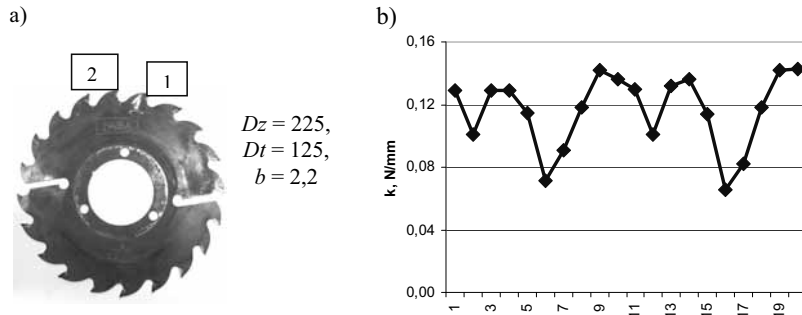 a)
2
1
Dz = 225,
Dt = 125,
b = 2,2
b)
k, N/mm
0,16
0,12
0,08
0,04
0,00
1
3
5
7
9
11
13
15
17
19